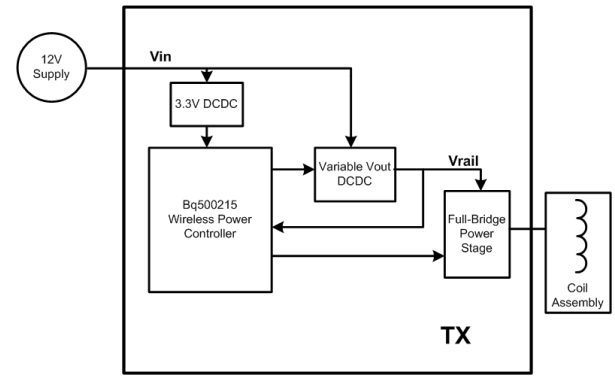 12V
Supply
Vin
3.3V DCDC
Bq500215
Wireless Power
Controller
Variable Vout
DCDC
Vrail
Full-Bridge
Power
Stage
Coil
Assembly
TX